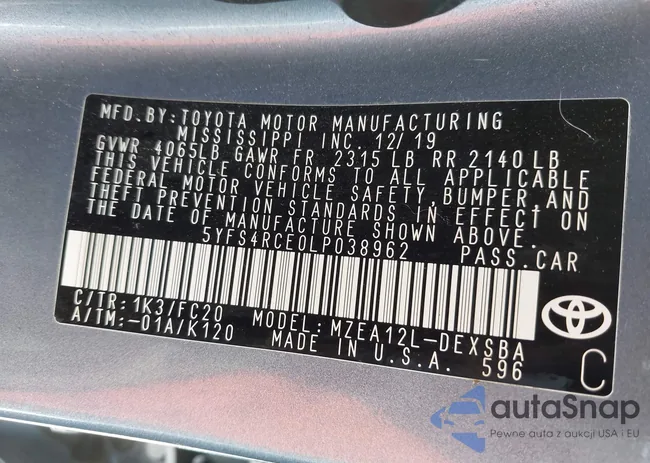 MFD.BY:TOYOTA MOTOR MANUFACTURING
MISSISSIPPI INC. 12/19
GVWR 4065LB GAWR FR 2315LB RR 2140LB
THIS VEHICLE CONFORMS TO ALL APPLICABLE
FEDERAL MOTOR VEHICLE SAFETY, BUMPER, AND
THEFT PREVENTION STANDARDS IN EFFECT ON
THE DATE OF MANUFACTURE SHOWN ABOVE.
5YFS4RCE0LP038962 PASS.CAR
C/TR:1K3/FC20 MODEL:MZEA12L-DEXSBA
A/TM:-01A/K120 MADE IN U.S.A. 596
C
autaSnap
Pewne auta z aukcji USA i EU